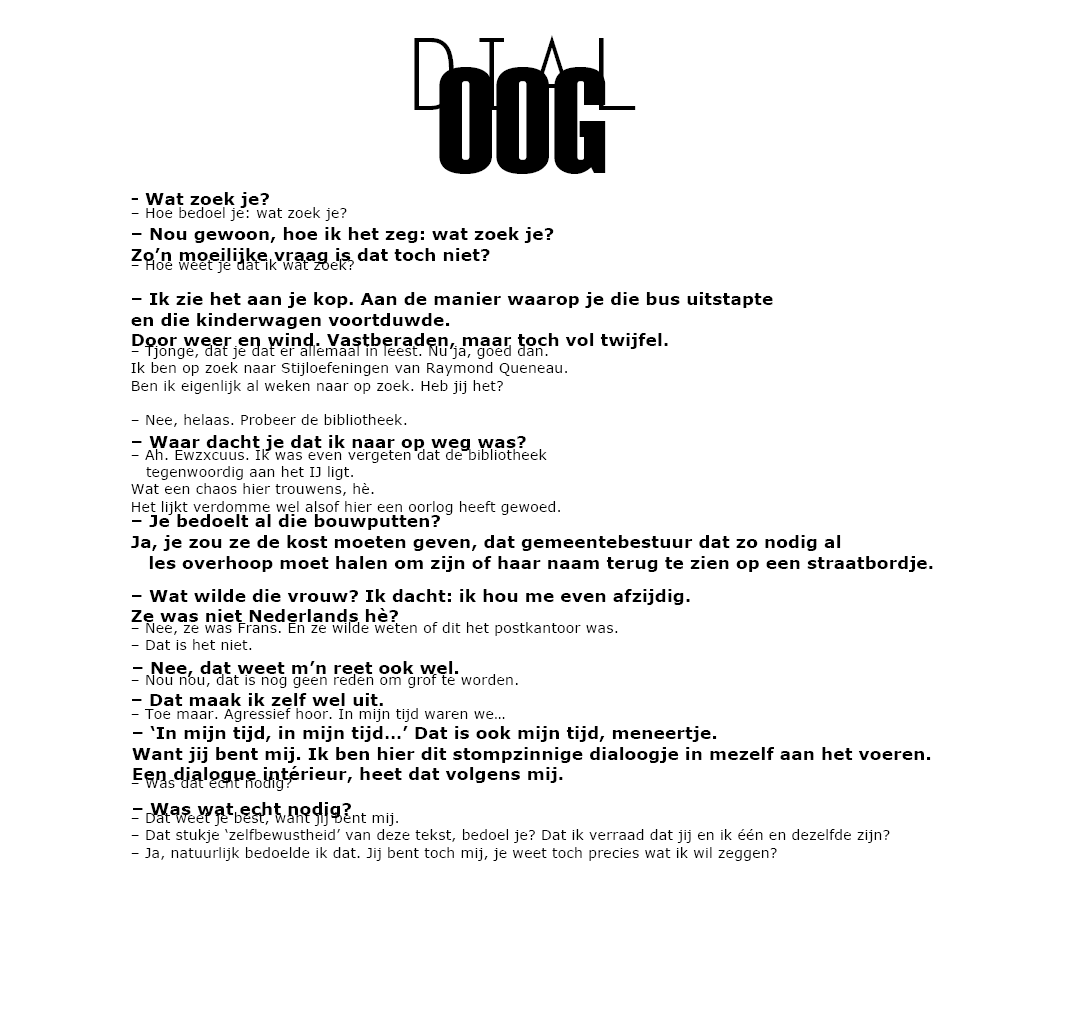 DIAL
OOG
- Wat zoek je?
– Hoe bedoel je: wat zoek je?
– Nou gewoon, hoe ik het zeg: wat zoek je?
Zo’n moeilijke vraag is dat toch niet?
– Hoe weet je dat ik wat zoek?
– Ik zie het aan je kop. Aan de manier waarop je die bus uitstapte
en die kinderwagen voortduwde.
Door weer en wind. Vastberaden, maar toch vol twijfel.
– Tjonge, dat je dat er allemaal in leest. Nu ja, goed dan.
Ik ben op zoek naar Stijloefeningen van Raymond Queneau.
Ben ik eigenlijk al weken naar op zoek. Heb jij het?
– Nee, helaas. Probeer de bibliotheek.
– Waar dacht je dat ik naar op weg was?
– Ah. Ewzxcuus. Ik was even vergeten dat de bibliotheek
tegenwoordig aan het IJ ligt.
Wat een chaos hier trouwens, hè.
Het lijkt verdomme wel alsof hier een oorlog heeft gewoed.
– Je bedoelt al die bouwputten?
Ja, je zou ze de kost moeten geven, dat gemeentebestuur dat zo nodig al
les overhoop moet halen om zijn of haar naam terug te zien op een straatbordje.
– Wat wilde die vrouw? Ik dacht: ik hou me even afzijdig.
Ze was niet Nederlands hè?
– Nee, ze was Frans. En ze wilde weten of dit het postkantoor was.
– Dat is het niet.
– Nee, dat weet m’n reet ook wel.
– Nou nou, dat is nog geen reden om grof te worden.
– Dat maak ik zelf wel uit.
– Toe maar. Agressief hoor. In mijn tijd waren we…
– ‘In mijn tijd, in mijn tijd…’ Dat is ook mijn tijd, meneertje.
Want jij bent mij. Ik ben hier dit stompzinnige dialoogje in mezelf aan het voeren.
Een dialogue intérieur, heet dat volgens mij.
– Was dat echt nodig?
– Was wat echt nodig?
– Dat weet je best, want jij bent mij.
– Dat stukje ‘zelfbewustheid’ van deze tekst, bedoel je? Dat ik verraad dat jij en ik één en dezelfde zijn?
– Ja, natuurlijk bedoelde ik dat. Jij bent toch mij, je weet toch precies wat ik wil zeggen?